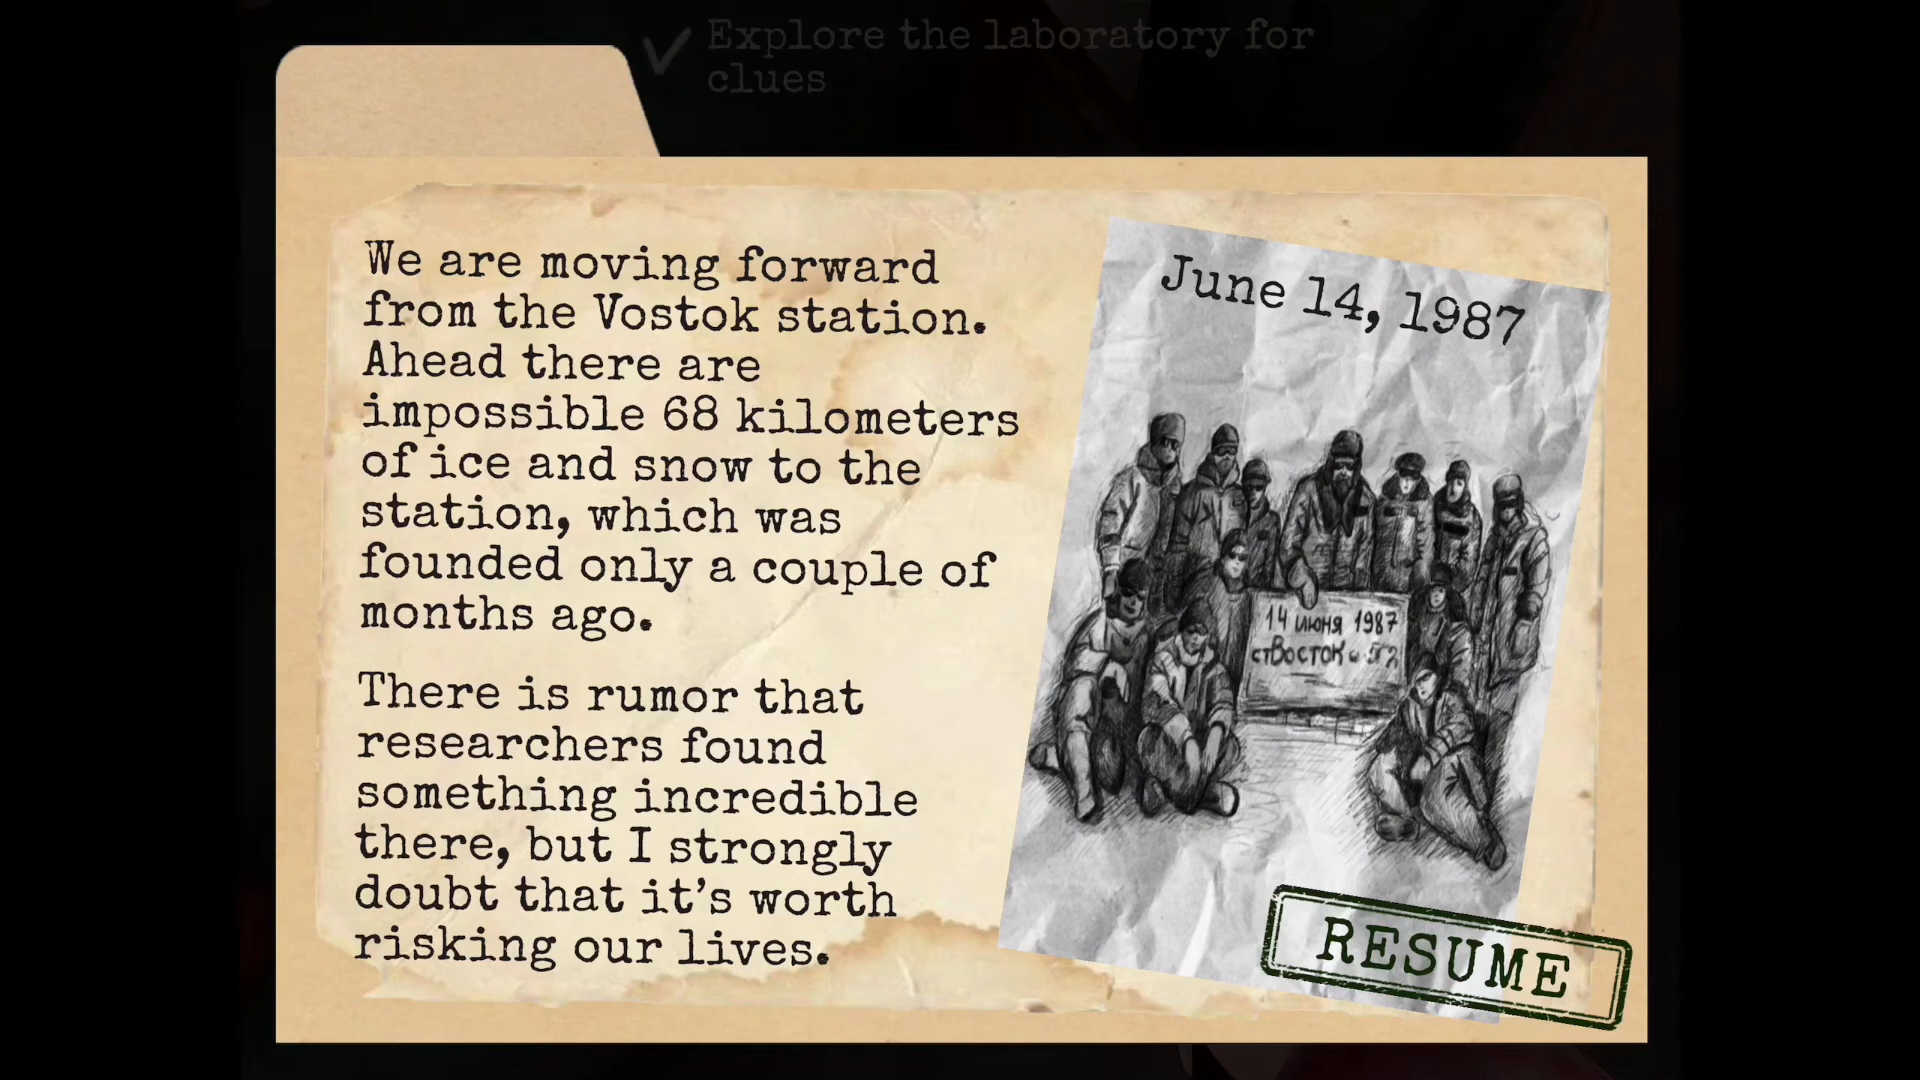 Explore the laboratory for
clues
We are moving forward
from the Vostok station.
Ahead there are
impossible 68 kilometers
of ice and snow to the
station, which was
founded only a couple of
months ago.
There is rumor that
researchers found
something incredible
there, but I strongly
doubt that it's worth
risking our lives.
June 14, 1987
14 июня 1987
стВосток
RESUME